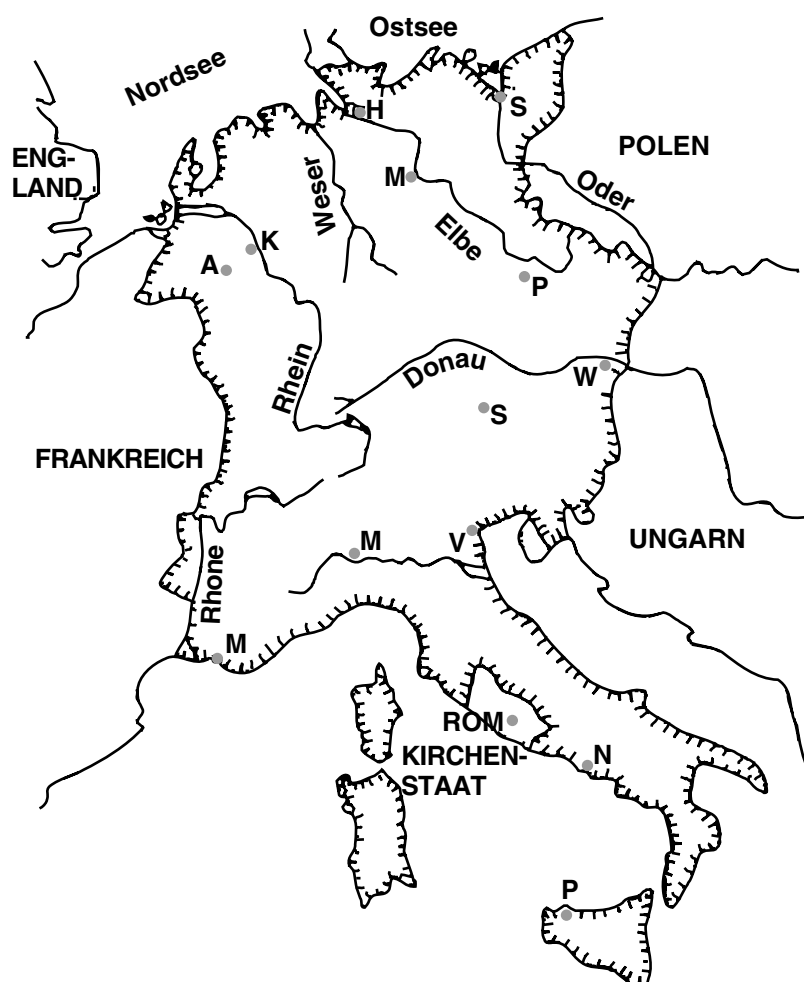 Ostsee
Nordsee
H
S
ENG-
LAND
POLEN
M
Weser
Oder
Elbe
K
A
P
Rhein
Donau
W
S
FRANKREICH
UNGARN
M
V
Rhone
M
ROM
KIRCHEN-
STAAT
N
P